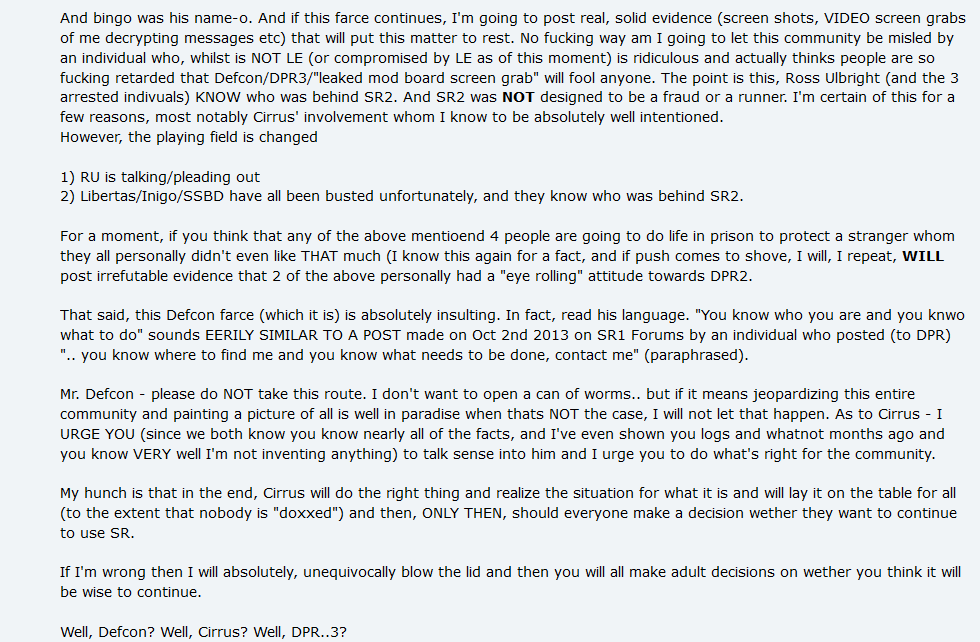 And bingo was his name-o. And if this farce continues, I'm going to post real, solid evidence (screen shots, VIDEO screen grabs
of me decrypting messages etc) that will put this matter to rest. No fucking way am I going to let this community be misled by
an individual who, whilst is NOT LE (or compromised by LE as of this moment) is ridiculous and actually thinks people are so
fucking retarded that Defcon/DPR3/"leaked mod board screen grab" will fool anyone. The point is this, Ross Ulbright (and the 3
arrested indivuals) KNOW who was behind SR2. And SR2 was NOT designed to be a fraud or a runner. I'm certain of this for a
few reasons, most notably Cirrus' involvement whom I know to be absolutely well intentioned.
However, the playing field is changed
1) RU is talking/pleading out
2) Libertas/Inigo/SSBD have all been busted unfortunately, and they know who was behind SR2.
For a moment, if you think that any of the above mentioend 4 people are going to do life in prison to protect a stranger whom
they all personally didn't even like THAT much (I know this again for a fact, and if push comes to shove, I will, I repeat, WILL
post irrefutable evidence that 2 of the above personally had a "eye rolling" attitude towards DPR2.
That said, this Defcon farce (which it is) is absolutely insulting. In fact, read his language. "You know who you are and you knwo
what to do" sounds EERILY SIMILAR TO A POST made on Oct 2nd 2013 on SR1 Forums by an individual who posted (to DPR)
".. you know where to find me and you know what needs to be done, contact me" (paraphrased).
Mr. Defcon - please do NOT take this route. I don't want to open a can of worms.. but if it means jeopardizing this entire
community and painting a picture of all is well in paradise when thats NOT the case, I will not let that happen. As to Cirrus - I
URGE YOU (since we both know you know nearly all of the facts, and I've even shown you logs and whatnot months ago and
you know VERY well I'm not inventing anything) to talk sense into him and I urge you to do what's right for the community.
My hunch is that in the end, Cirrus will do the right thing and realize the situation for what it is and will lay it on the table for all
(to the extent that nobody is "doxxed") and then, ONLY THEN, should everyone make a decision wether they want to continue
to use SR.
If I'm wrong then I will absolutely, unequivocally blow the lid and then you will all make adult decisions on wether you think it will
be wise to continue.
Well, Defcon? Well, Cirrus? Well, DPR..3?